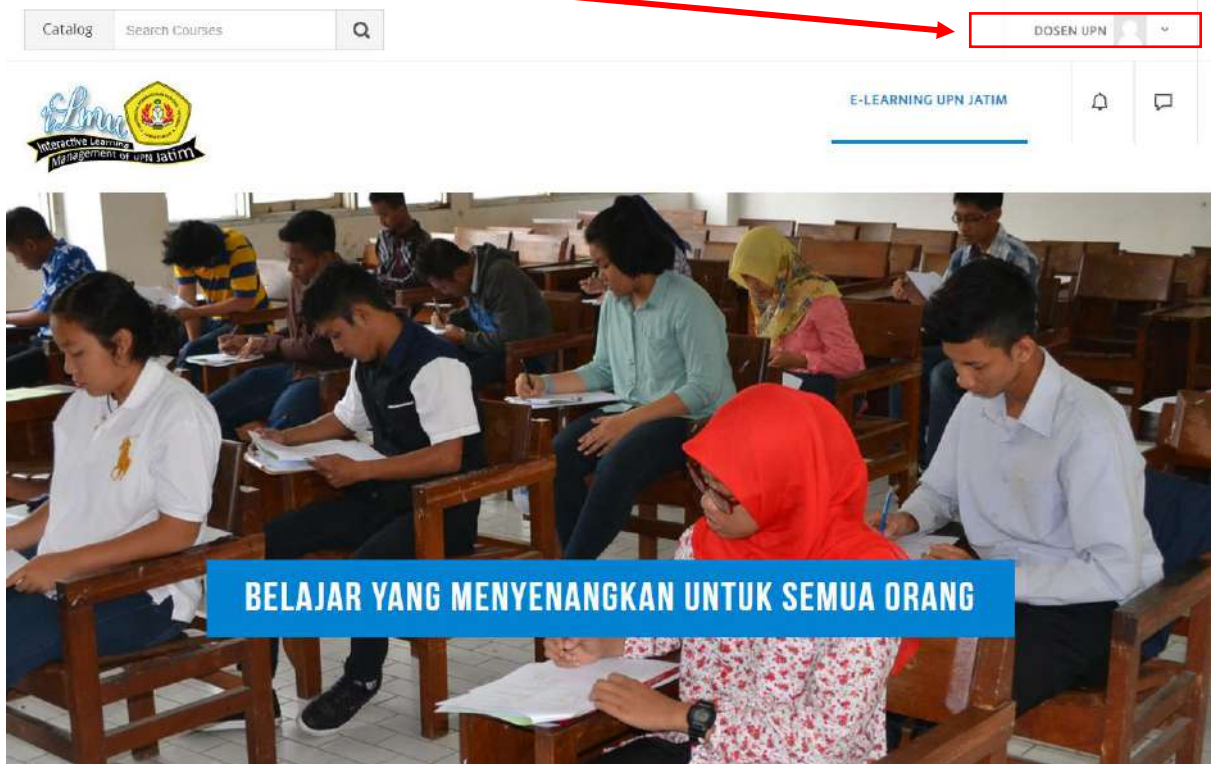 Catalog
Search Courses
DOSEN UPN
iLmu
Interactive Learning
Management of UPN Jatim
E-LEARNING UPN JATIM
BELAJAR YANG MENYENANGKAN UNTUK SEMUA ORANG